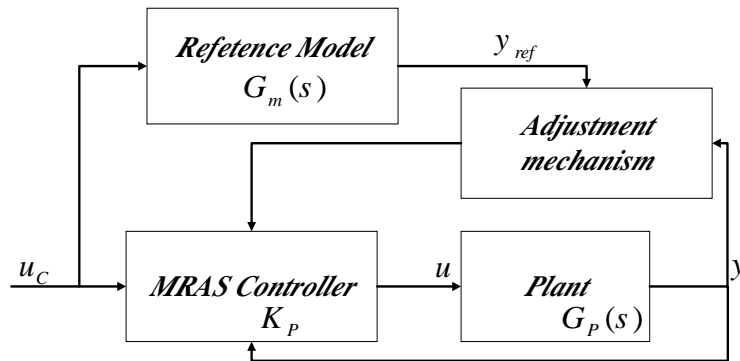 Refetence Model
G_m(s)
y_ref
Adjustment
mechanism
u_C
MRAS Controller
K_P
u
Plant
G_P(s)
y